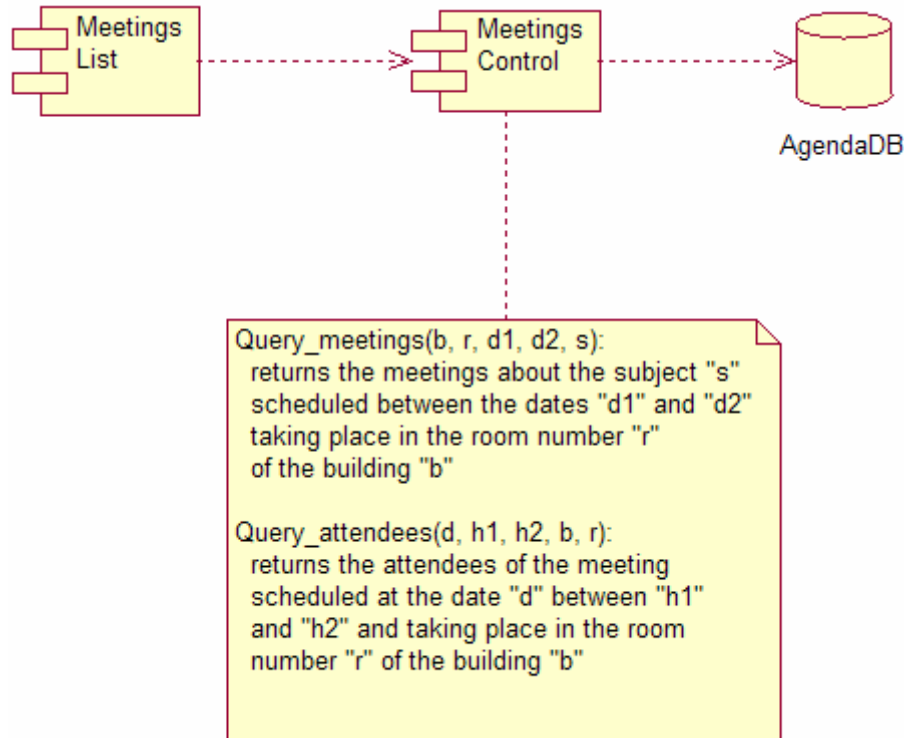 Meetings
List
Meetings
Control
AgendaDB
Query_meetings(b, r, d1, d2, s):
returns the meetings about the subject "s"
scheduled between the dates "d1" and "d2"
taking place in the room number "r"
of the building "b"
Query_attendees(d, h1, h2, b, r):
returns the attendees of the meeting
scheduled at the date "d" between "h1"
and "h2" and taking place in the room
number "r" of the building "b"